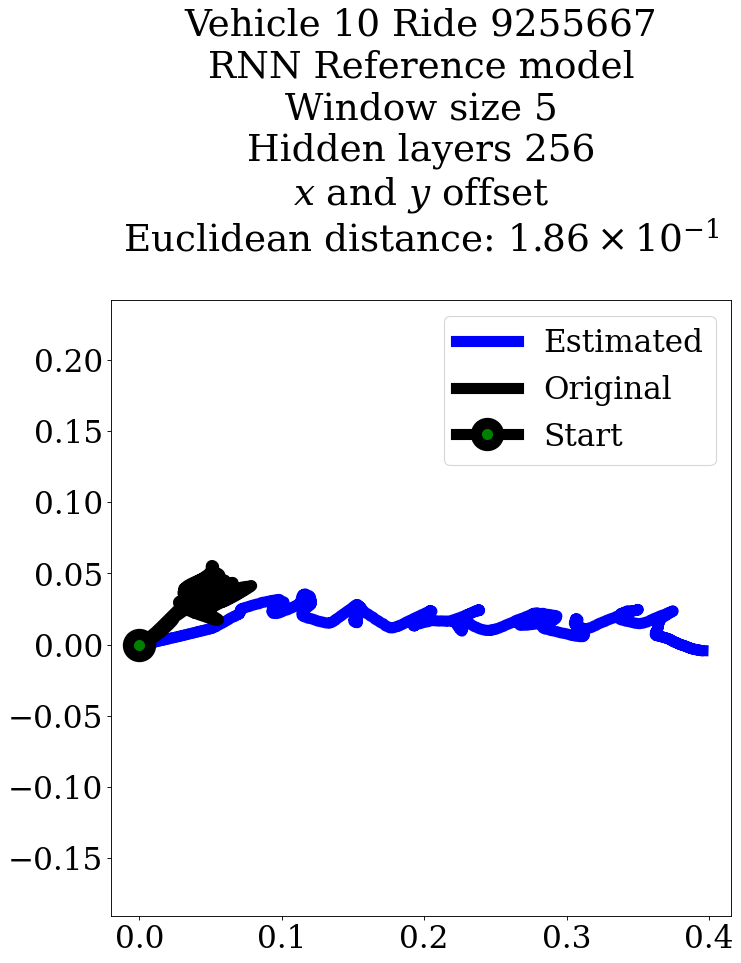 Vehicle 10 Ride 9255667
RNN Reference model
Window size 5
Hidden layers 256
x and y offset
Euclidean distance: 1.86 × 10⁻¹
Estimated
Original
Start
0.20
0.15
0.10
0.05
0.00
−0.05
−0.10
−0.15
0.0 0.1 0.2 0.3 0.4